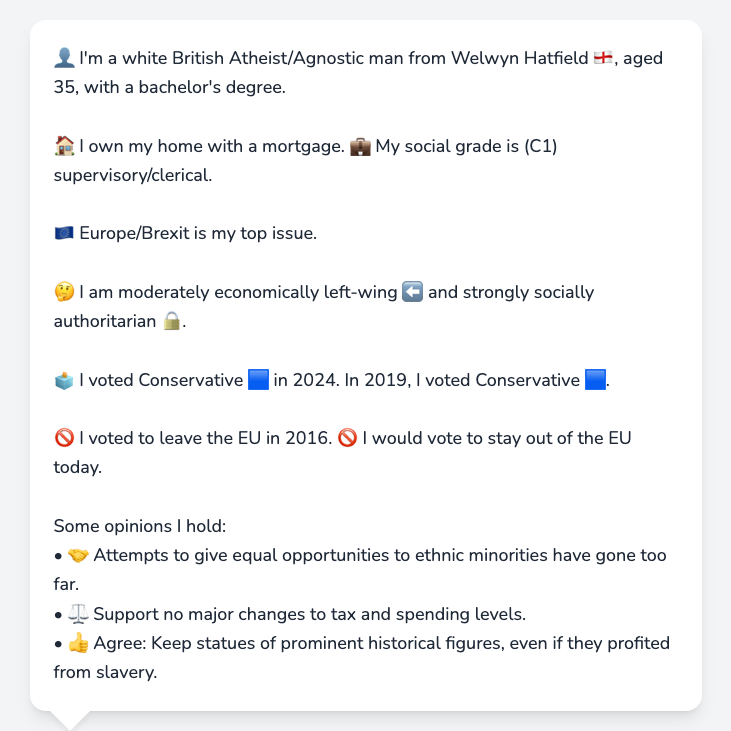 👤 I'm a white British Atheist/Agnostic man from Welwyn Hatfield 🏴󠁧󠁢󠁥󠁮󠁧󠁿, aged
35, with a bachelor's degree.
🏠 I own my home with a mortgage. 💼 My social grade is (C1)
supervisory/clerical.
🇪🇺 Europe/Brexit is my top issue.
🤔 I am moderately economically left-wing ⬅️ and strongly socially
authoritarian 🔒.
🗳️ I voted Conservative 🟦 in 2024. In 2019, I voted Conservative 🟦.
🚫 I voted to leave the EU in 2016. 🚫 I would vote to stay out of the EU
today.
Some opinions I hold:
• 🤝 Attempts to give equal opportunities to ethnic minorities have gone too
far.
• ⚖️ Support no major changes to tax and spending levels.
• 👍 Agree: Keep statues of prominent historical figures, even if they profited
from slavery.